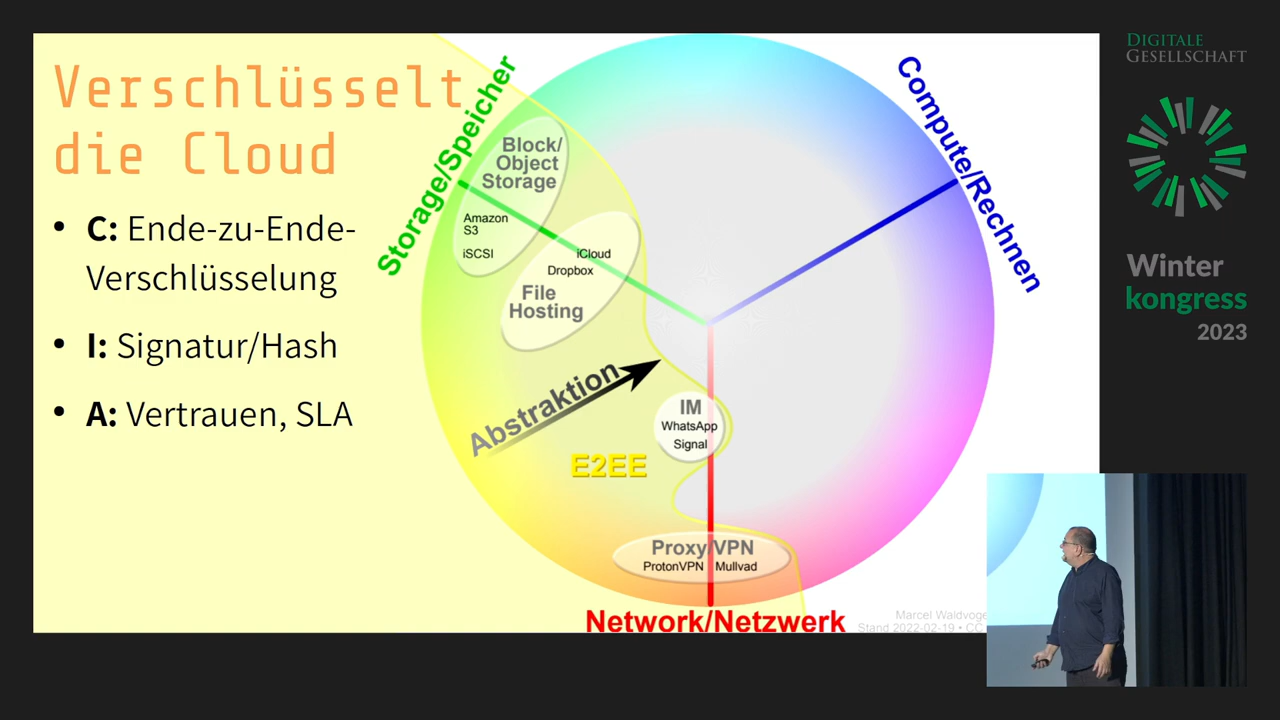 Verschlüsselt
die Cloud
• C: Ende-zu-Ende-
Verschlüsselung
• I: Signatur/Hash
• A: Vertrauen, SLA
Storage/Speicher
Compute/Rechnen
Block/
Object
Storage
Amazon
S3
iSCSI
iCloud
Dropbox
File
Hosting
Abstraktion
IM
WhatsApp
Signal
E2EE
Proxy/VPN
ProtonVPN
Mullvad
Network/Netzwerk
Marcel Waldvoge
Stand 2022-02-19 • CC
DIGITALE
GESELLSCHAFT
Winter
kongress
2023